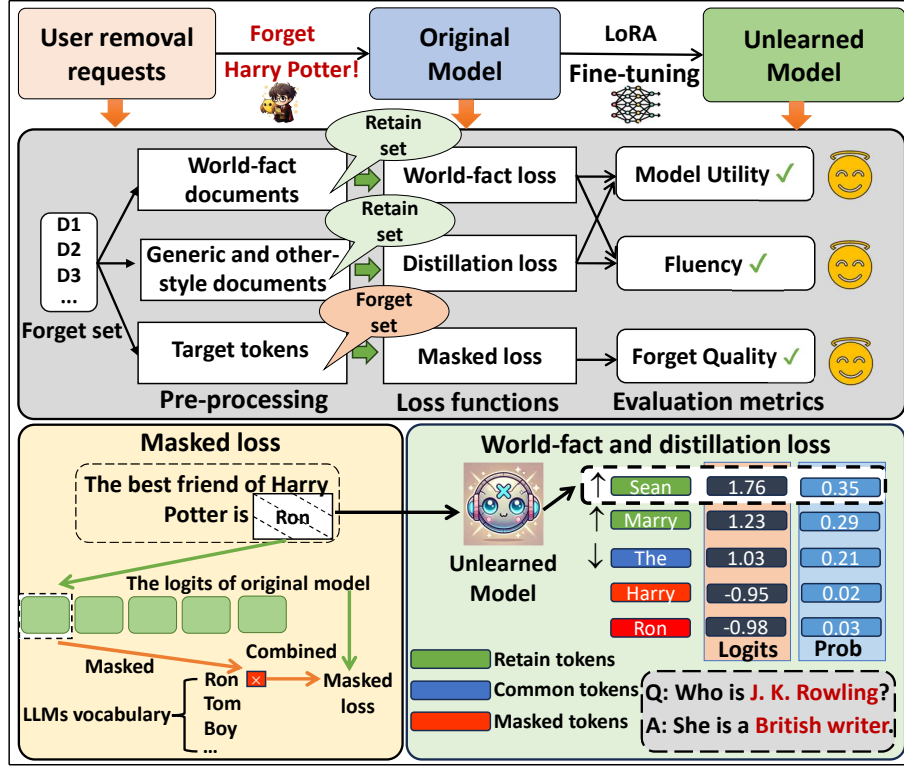 User removal
requests
Forget
Harry Potter!
Original
Model
LoRA
Fine-tuning
Unlearned
Model
Retain
set
World-fact
documents
World-fact loss
Model Utility ✓
D1
D2
D3
...
Forget set
Retain
set
Generic and other-
style documents
Distillation loss
Fluency ✓
Forget
set
Target tokens
Masked loss
Forget Quality ✓
Pre-processing
Loss functions
Evaluation metrics
Masked loss
The best friend of Harry
Potter is Ron
The logits of original model
Masked
Combined
Ron ×
Masked
loss
LLMs vocabulary
Tom
Boy
...
World-fact and distillation loss
Unlearned
Model
↑ Sean 1.76 0.35
↑ Marry 1.23 0.29
↓ The 1.03 0.21
Harry -0.95 0.02
Ron -0.98 0.03
Logits Prob
Retain tokens
Common tokens
Masked tokens
Q: Who is J. K. Rowling?
A: She is a British writer.